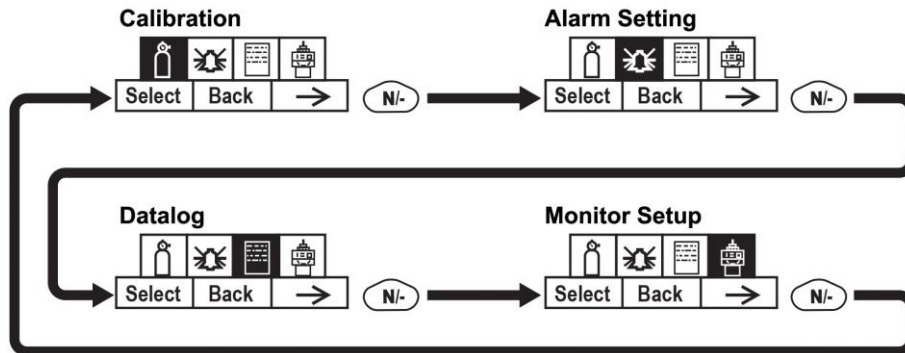 Calibration
Select Back →
N/-
Alarm Setting
Select Back →
N/-
Datalog
Select Back →
N/-
Monitor Setup
Select Back →
N/-